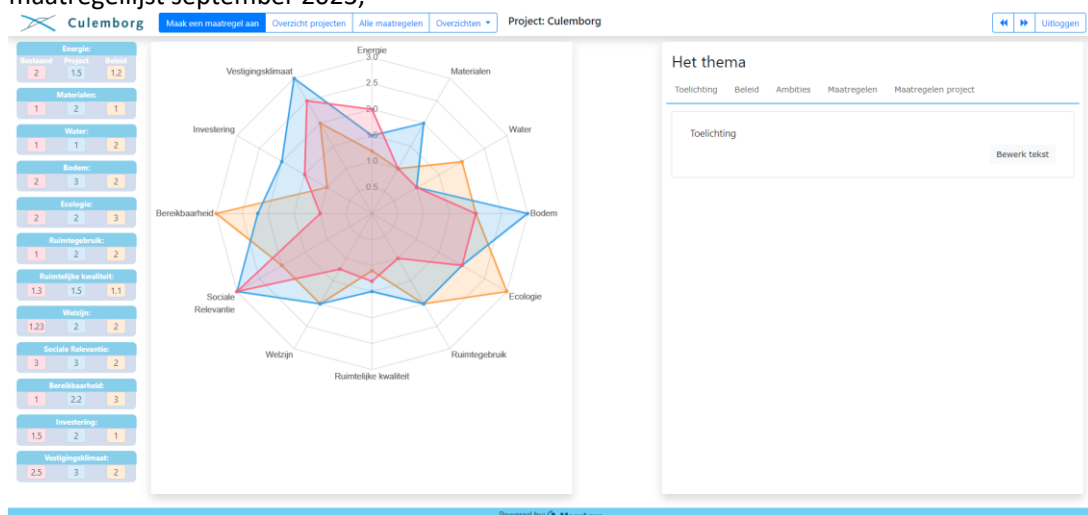 maatregellijst september 2023,
Culemborg Maak een maatregel aan Overzicht projecten Alle maatregelen Overzichten Project: Culemborg Uitloggen
Energie:
Bestaand Project Beleid
2 1.5 1.2
Materialen:
1 2 1
Water:
1 1 2
Bodem:
2 3 2
Ecologie:
2 2 3
Ruimtegebruik:
1 2 2
Ruimtelijke kwaliteit:
1.3 1.5 1.1
Welzijn:
1.23 2 2
Sociale Relevantie:
3 3 2
Bereikbaarheid:
1 2.2 3
Investering:
1.5 2 1
Vestigingsklimaat:
2.5 3 2
Energie
3.0
Vestigingsklimaat
Materialen
2.5
2.0
Investering
Water
1.5
1.0
0.5
Bereikbaarheid
Bodem
Sociale
Relevantie
Ecologie
Welzijn
Ruimtegebruik
Ruimtelijke kwaliteit
Het thema
Toelichting Beleid Ambities Maatregelen Maatregelen project
Toelichting
Bewerk tekst
Powered by: